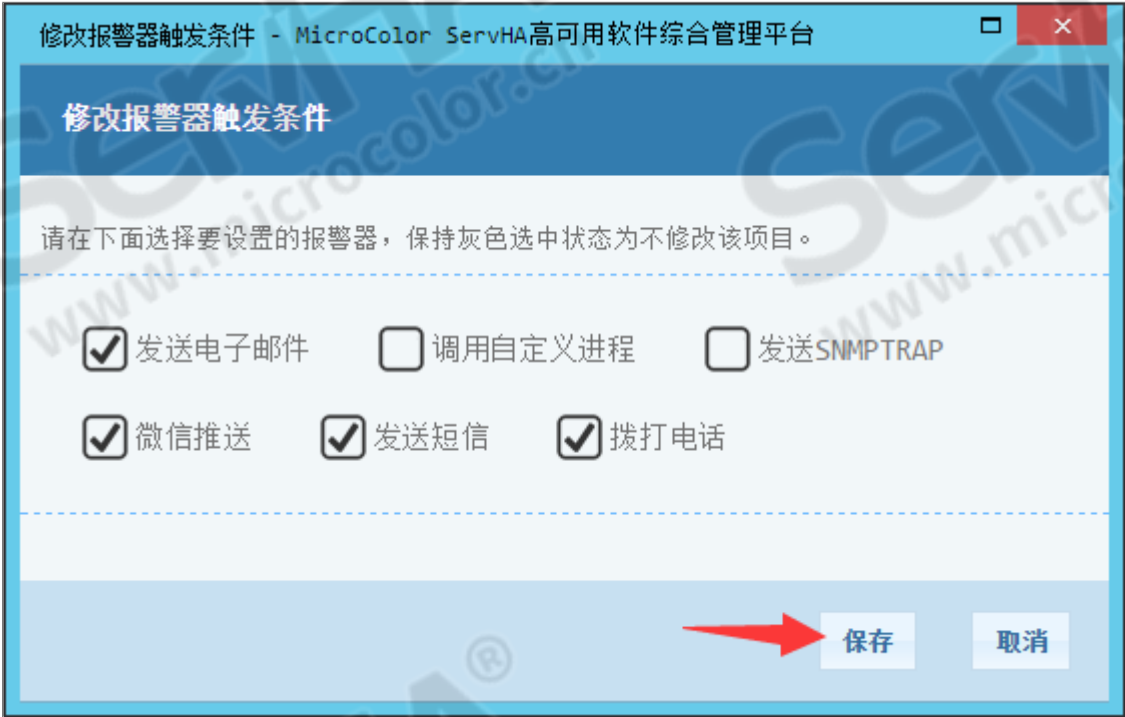 修改报警器触发条件 - MicroColor ServHA高可用软件综合管理平台
修改报警器触发条件
请在下面选择要设置的报警器，保持灰色选中状态为不修改该项目。
发送电子邮件 调用自定义进程 发送SNMPTRAP
微信推送 发送短信 拨打电话
保存 取消
www.microcolor.cn